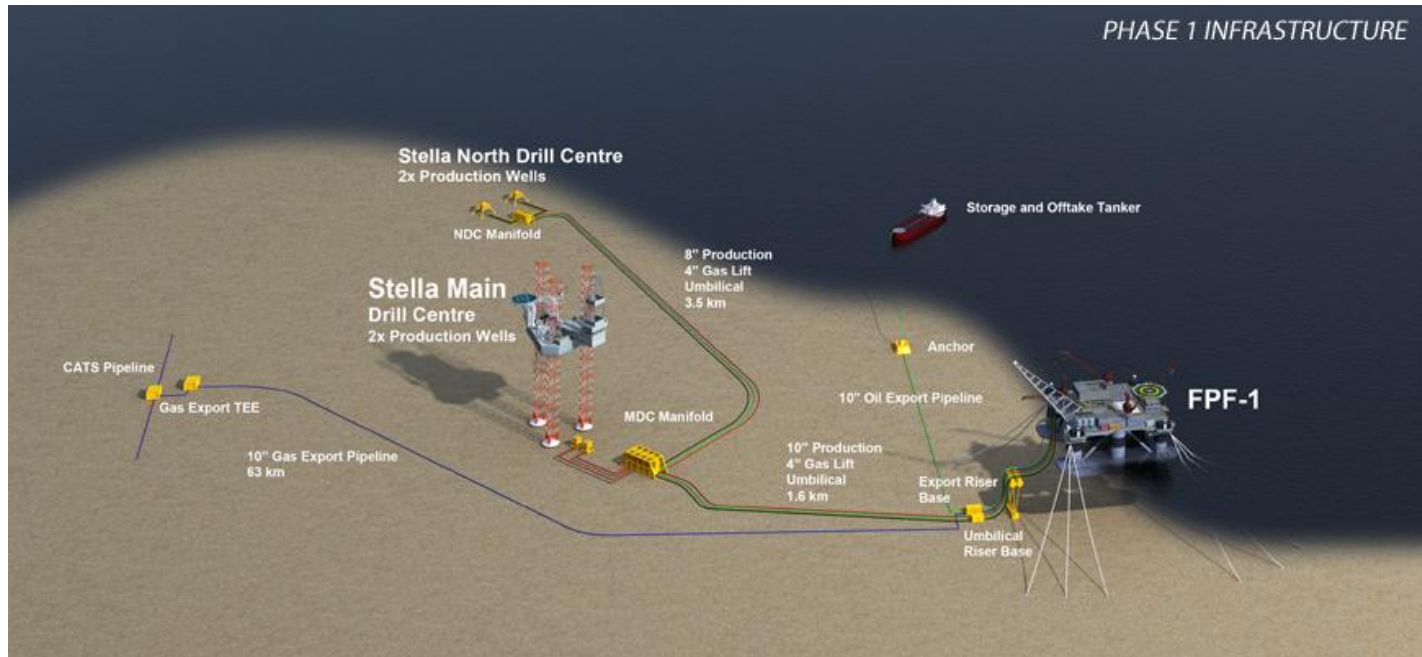 PHASE 1 INFRASTRUCTURE
Stella North Drill Centre
2x Production Wells
NDC Manifold
Storage and Offtake Tanker
8" Production
4" Gas Lift
Umbilical
3.5 km
Stella Main
Drill Centre
2x Production Wells
Anchor
CATS Pipeline
Gas Export TEE
10" Oil Export Pipeline
FPF-1
MDC Manifold
10" Gas Export Pipeline
63 km
10" Production
4" Gas Lift
Umbilical
1.6 km
Export Riser
Base
Umbilical
Riser Base